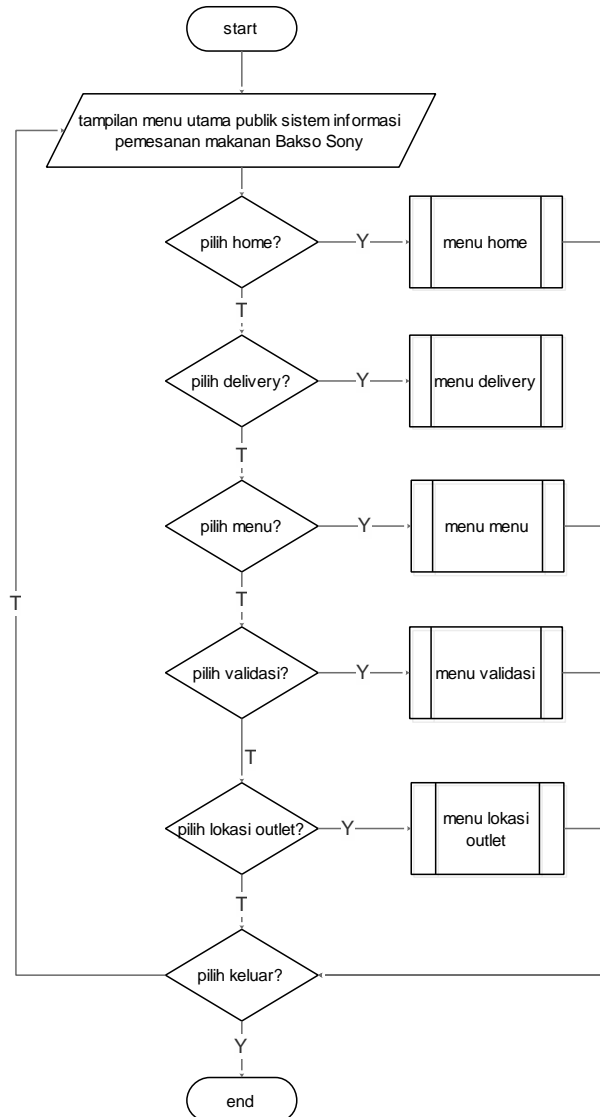 start
tampilan menu utama publik sistem informasi
pemesanan makanan Bakso Sony
pilih home?
Y
menu home
T
pilih delivery?
Y
menu delivery
T
pilih menu?
Y
menu menu
T
T
pilih validasi?
Y
menu validasi
T
pilih lokasi outlet?
Y
menu lokasi
outlet
T
pilih keluar?
Y
end